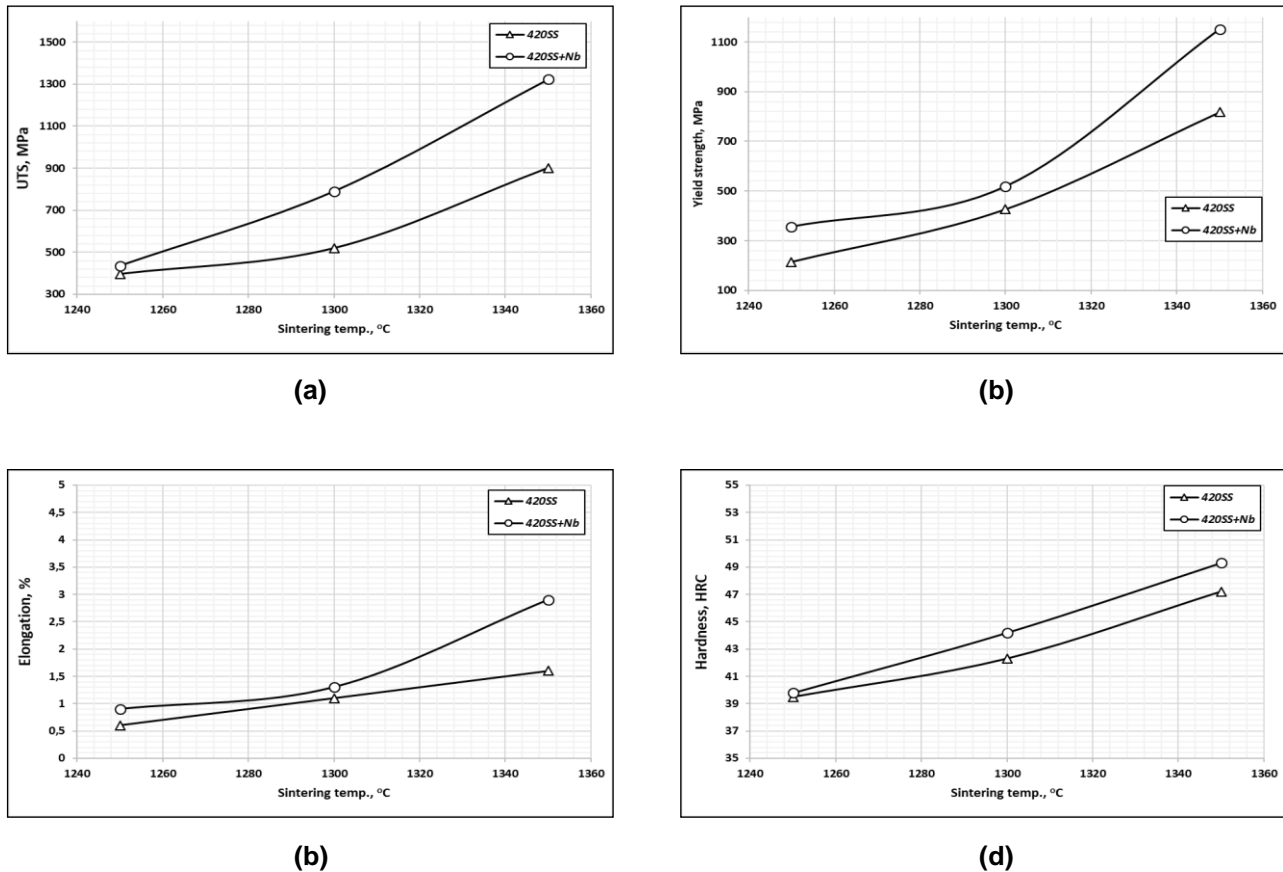 1500
1300
1100
900
700
500
300
UTS, MPa
420SS
420SS+Nb
1240 1260 1280 1300 1320 1340 1360
Sintering temp., °C
(a)
1100
900
700
500
300
100
Yield strength, MPa
420SS
420SS+Nb
1240 1260 1280 1300 1320 1340 1360
Sintering temp., °C
(b)
5
4,5
4
3,5
3
2,5
2
1,5
1
0,5
0
Elongation, %
420SS
420SS+Nb
1240 1260 1280 1300 1320 1340 1360
Sintering temp., °C
(b)
55
53
51
49
47
45
43
41
39
37
35
Hardness, HRC
420SS
420SS+Nb
1240 1260 1280 1300 1320 1340 1360
Sintering temp., °C
(d)